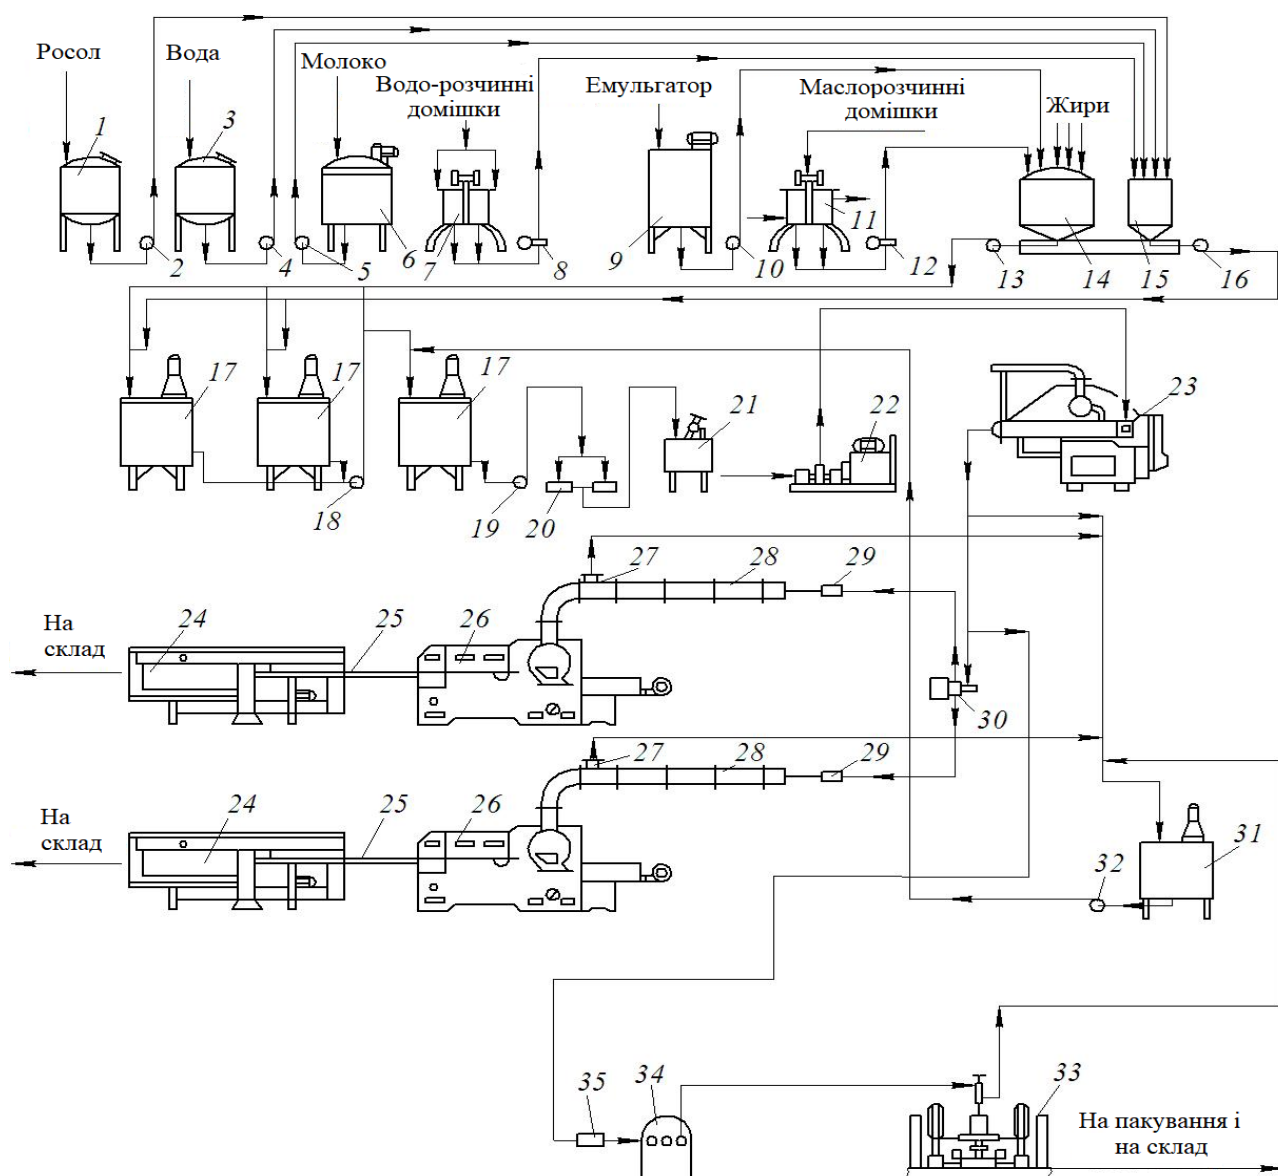 Росол
Вода
Молоко
Водо-розчинні
домішки
Емульгатор
Маслорозчинні
домішки
Жири
1
3
2
4
5
6
7
8
9
10
11
12
13
14
15
16
17
17
17
18
19
20
21
22
23
На
склад
24
25
26
27
28
29
30
На
склад
24
25
26
27
28
29
31
32
35
34
33
На пакування і
на склад